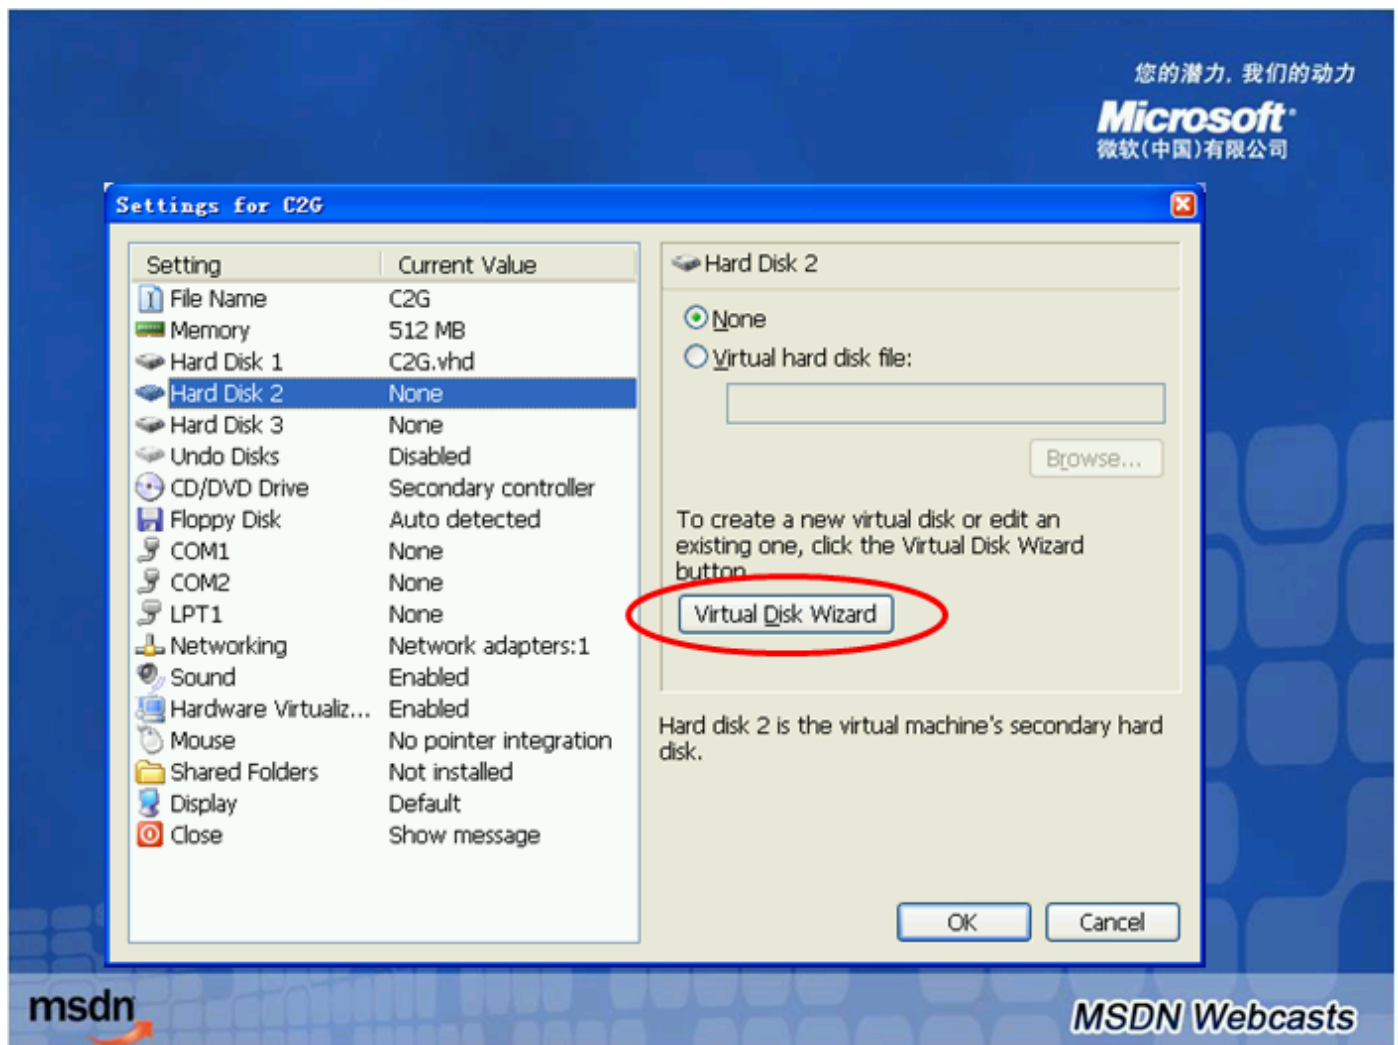 您的潜力，我们的动力
Microsoft
微软(中国)有限公司
Settings for C2G
Setting Current Value
File Name C2G
Memory 512 MB
Hard Disk 1 C2G.vhd
Hard Disk 2 None
Hard Disk 3 None
Undo Disks Disabled
CD/DVD Drive Secondary controller
Floppy Disk Auto detected
COM1 None
COM2 None
LPT1 None
Networking Network adapters:1
Sound Enabled
Hardware Virtualiz... Enabled
Mouse No pointer integration
Shared Folders Not installed
Display Default
Close Show message
Hard Disk 2
None
Virtual hard disk file:
Browse...
To create a new virtual disk or edit an
existing one, click the Virtual Disk Wizard
button
Virtual Disk Wizard
Hard disk 2 is the virtual machine's secondary hard
disk.
OK Cancel
msdn
MSDN Webcasts